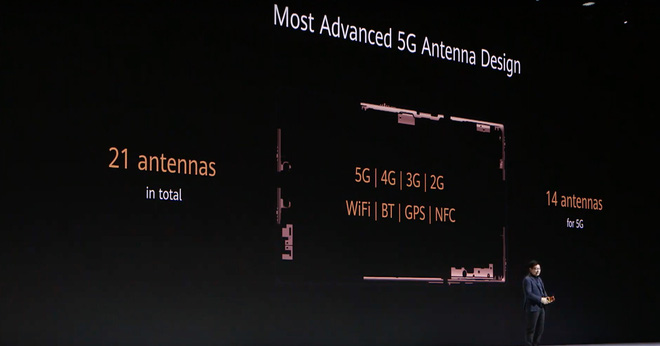 Most Advanced 5G Antenna Design
21 antennas
in total
5G | 4G | 3G | 2G
WiFi | BT | GPS | NFC
14 antennas
for 5G